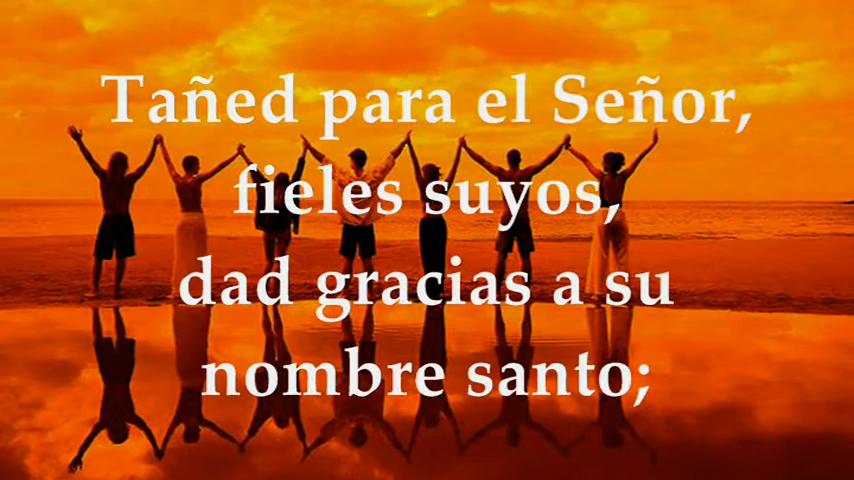 Tañed para el Señor,
fieles suyos,
dad gracias a su
nombre santo;